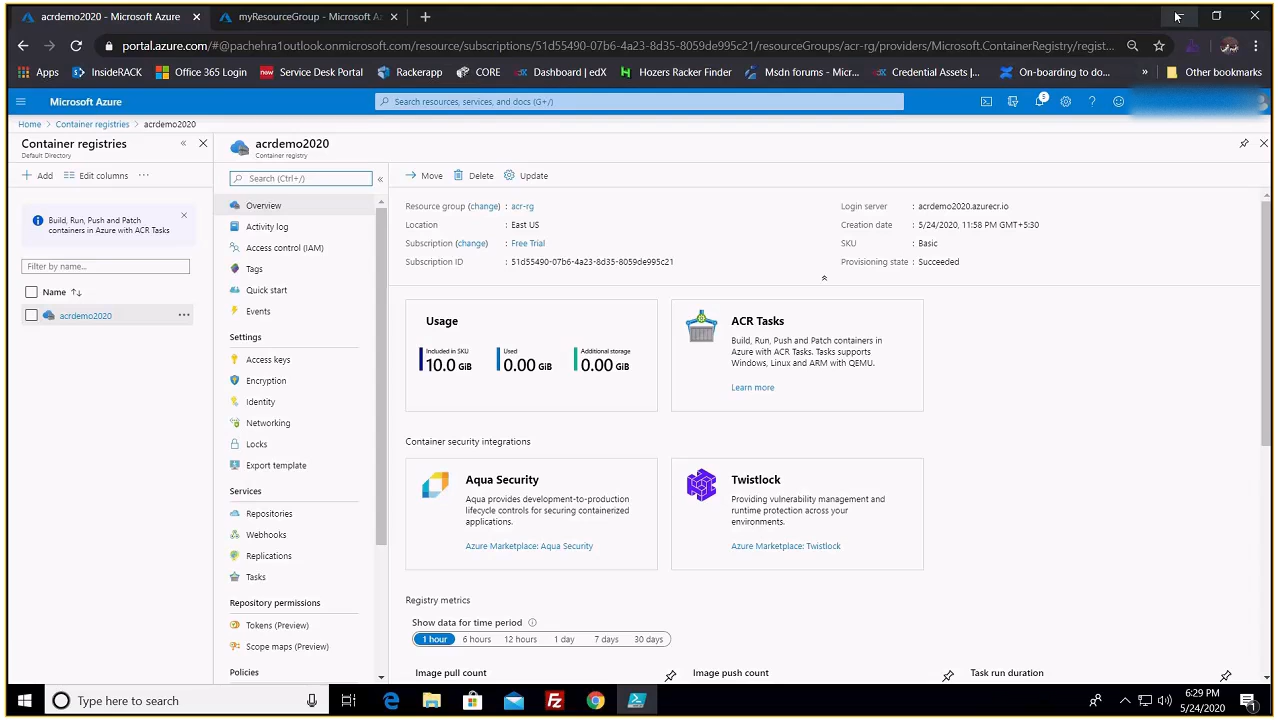 acrdemo2020 - Microsoft Azure
myResourceGroup - Microsoft Az
portal.azure.com/#@pachehra1outlook.onmicrosoft.com/resource/subscriptions/51d55490-07b6-4a23-8d35-8059de995c21/resourceGroups/acr-rg/providers/Microsoft.ContainerRegistry/regist...
Apps
InsideRACK
Office 365 Login
new
Service Desk Portal
Rackerapp
CORE
Dashboard | edX
Hozers Racker Finder
Msdn forums - Micr...
Credential Assets |...
On-boarding to do...
»
Other bookmarks
Microsoft Azure
Search resources, services, and docs (G+/)
Home > Container registries > acrdemo2020
Container registries
Default Directory
Add
Edit columns
...
Build, Run, Push and Patch
containers in Azure with ACR Tasks
Filter by name...
Name
acrdemo2020
...
acrdemo2020
Container registry
Search (Ctrl+/)
Overview
Activity log
Access control (IAM)
Tags
Quick start
Events
Settings
Access keys
Encryption
Identity
Networking
Locks
Export template
Services
Repositories
Webhooks
Replications
Tasks
Repository permissions
Tokens (Preview)
Scope maps (Preview)
Policies
Move
Delete
Update
Resource group (change) : acr-rg
Location : East US
Subscription (change) : Free Trial
Subscription ID : 51d55490-07b6-4a23-8d35-8059de995c21
Login server : acrdemo2020.azurecr.io
Creation date : 5/24/2020, 11:58 PM GMT+5:30
SKU : Basic
Provisioning state : Succeeded
Usage
Included in SKU
10.0 GiB
Used
0.00 GiB
Additional storage
0.00 GiB
ACR Tasks
Build, Run, Push and Patch containers in
Azure with ACR Tasks. Tasks supports
Windows, Linux and ARM with QEMU.
Learn more
Container security integrations
Aqua Security
Aqua provides development-to-production
lifecycle controls for securing containerized
applications.
Azure Marketplace: Aqua Security
Twistlock
Providing vulnerability management and
runtime protection across your
environments.
Azure Marketplace: Twistlock
Registry metrics
Show data for time period
1 hour
6 hours
12 hours
1 day
7 days
30 days
Image pull count
Image push count
Task run duration
Type here to search
6:29 PM
5/24/2020